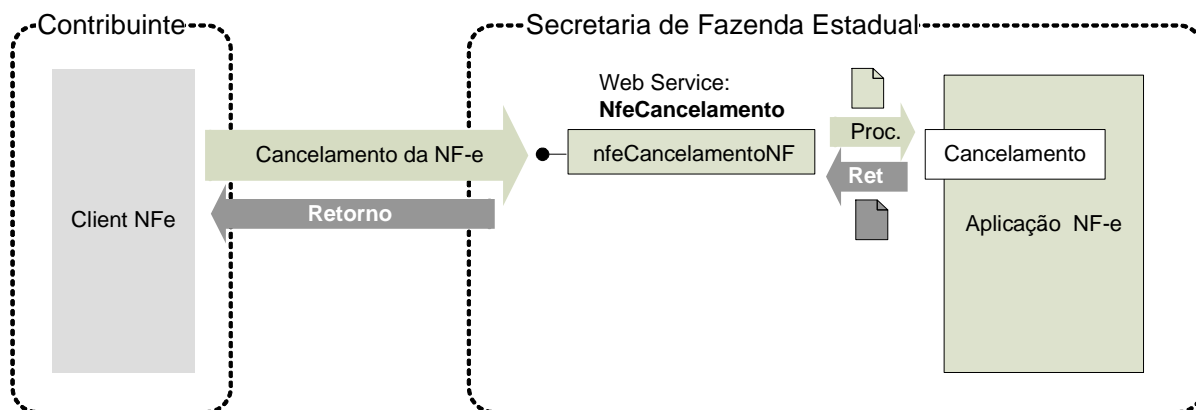 Contribuinte
Secretaria de Fazenda Estadual
Web Service:
NfeCancelamento
Cancelamento da NF-e
nfeCancelamentoNF
Proc.
Cancelamento
Ret
Retorno
Client NFe
Aplicação NF-e